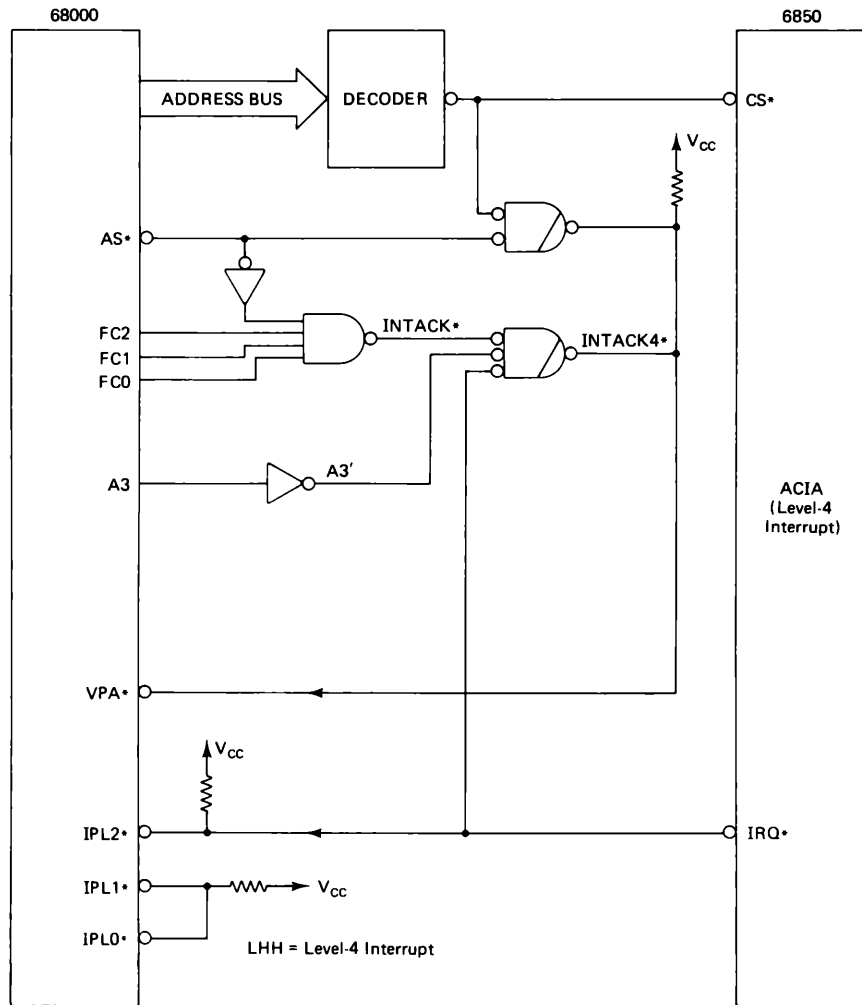 68000
6850
ADDRESS BUS
DECODER
CS*
VCC
AS*
FC2
FC1
FC0
INTACK*
INTACK4*
A3
A3′
ACIA
(Level-4
Interrupt)
VPA*
VCC
IPL2*
IRQ*
IPL1*
VCC
IPL0*
LHH = Level-4 Interrupt